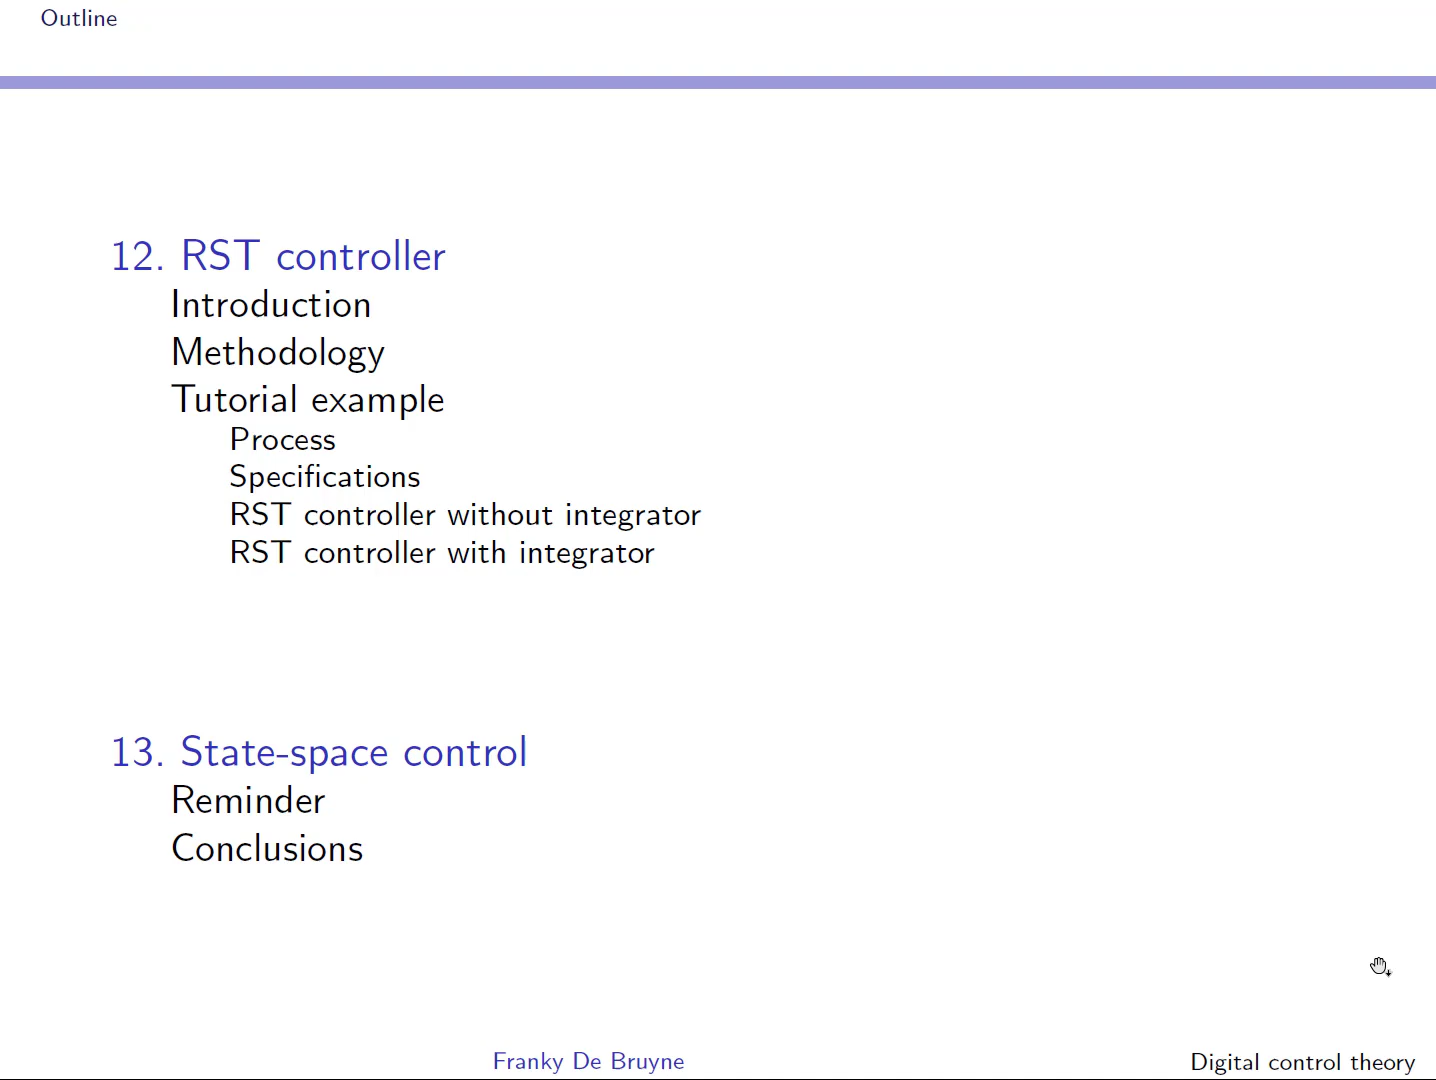 Outline
12. RST controller
Introduction
Methodology
Tutorial example
Process
Specifications
RST controller without integrator
RST controller with integrator
13. State-space control
Reminder
Conclusions
Franky De Bruyne
Digital control theory